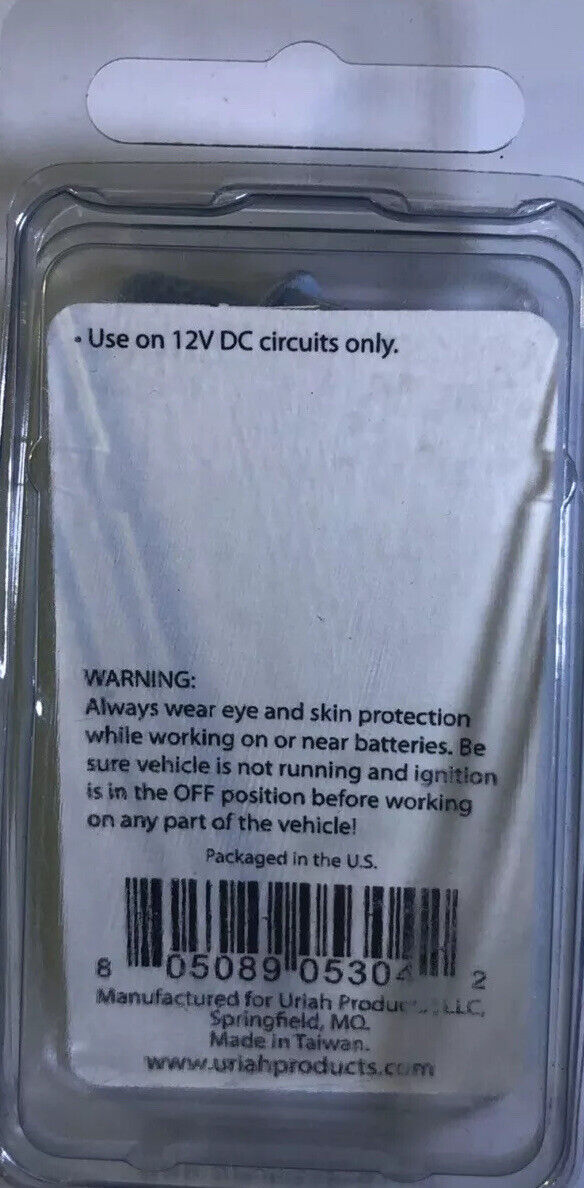 • Use on 12V DC circuits only.
WARNING:
Always wear eye and skin protection
while working on or near batteries. Be
sure vehicle is not running and ignition
is in the OFF position before working
on any part of the vehicle!
Packaged in the U.S.
8 05089 05304 2
Manufactured for Uriah Products, LLC,
Springfield, MO.
Made in Taiwan.
www.uriahproducts.com